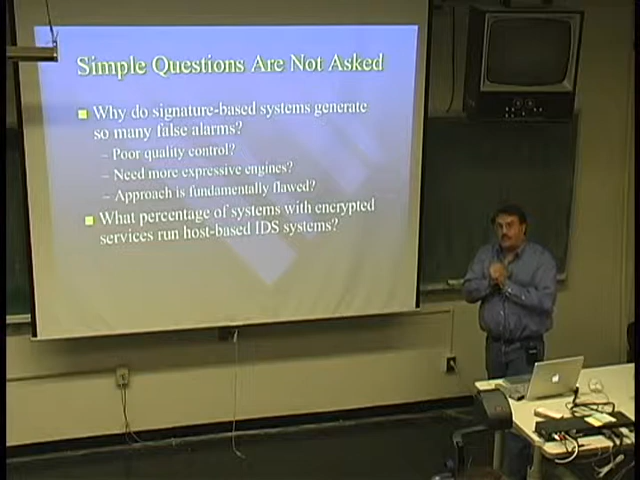 Simple Questions Are Not Asked
Why do signature-based systems generate
so many false alarms?
– Poor quality control?
– Need more expressive engines?
– Approach is fundamentally flawed?
What percentage of systems with encrypted
services run host-based IDS systems?